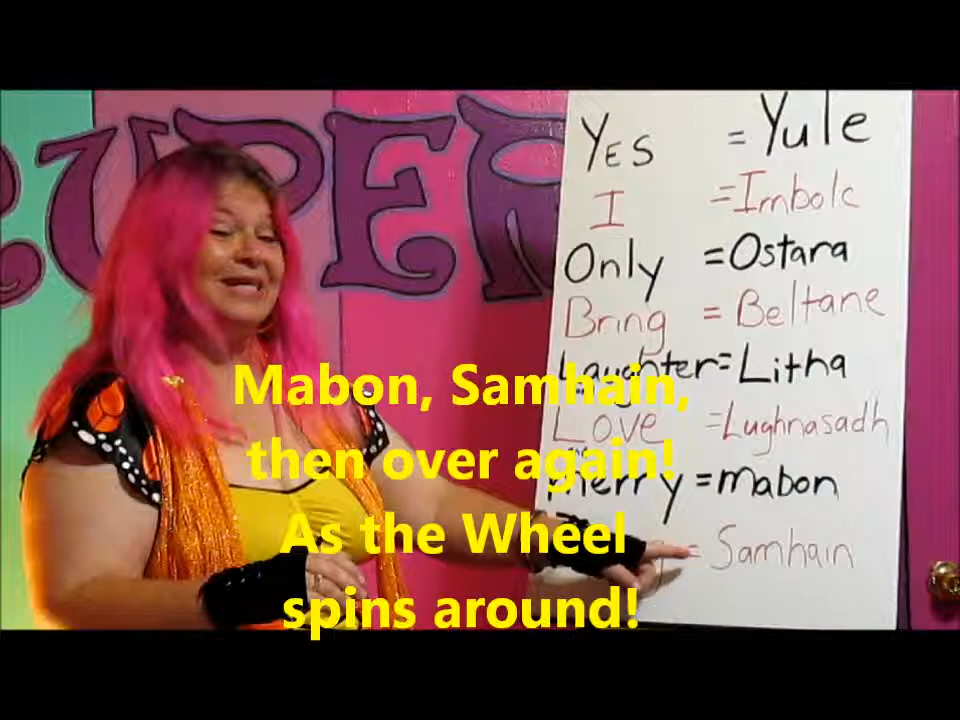 YES = Yule
I = Imbolc
Only = Ostara
Bring = Beltane
Laughter = Litha
Love = Lughnasadh
merry = mabon
= Samhain
Mabon, Samhain,
then over again!
As the Wheel
spins around!